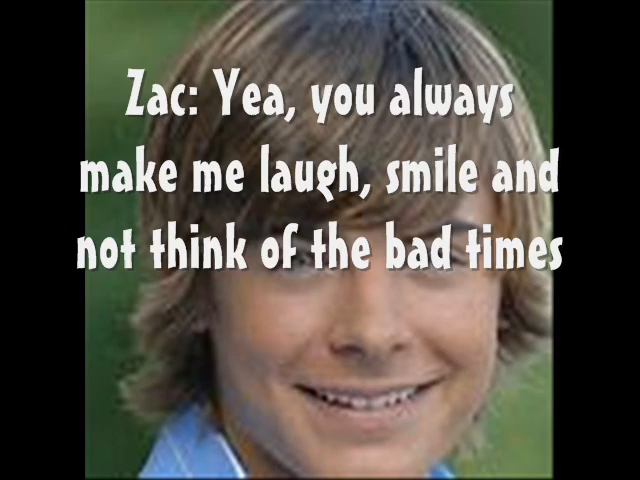 Zac: Yea, you always
make me laugh, smile and
not think of the bad times